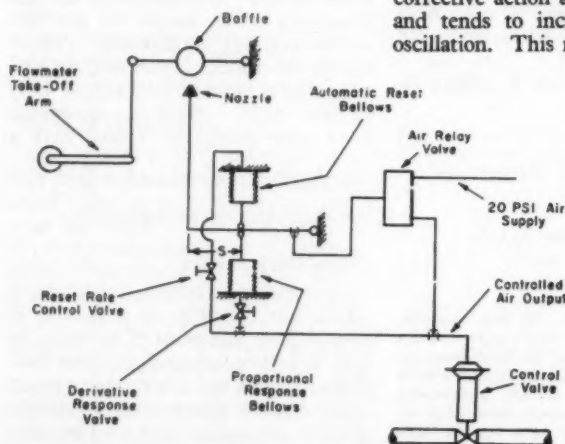 corrective action a
and tends to inc
oscillation. This r
Baffle
Flowmeter
Take-Off
Arm
Nozzle
Automatic Reset
Bellows
Air Relay
Valve
20 PSI Air
Supply
S
Reset Rate
Control Valve
Controlled
Air Output
Derivative
Response
Valve
Proportional
Response
Bellows
Control
Valve